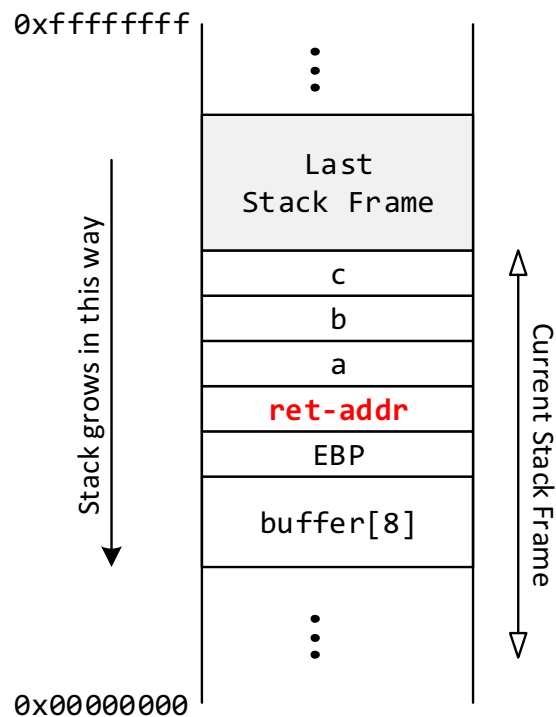 0xffffffff
Last
Stack Frame
c
b
a
ret-addr
EBP
buffer[8]
0x00000000
Stack grows in this way
Current Stack Frame